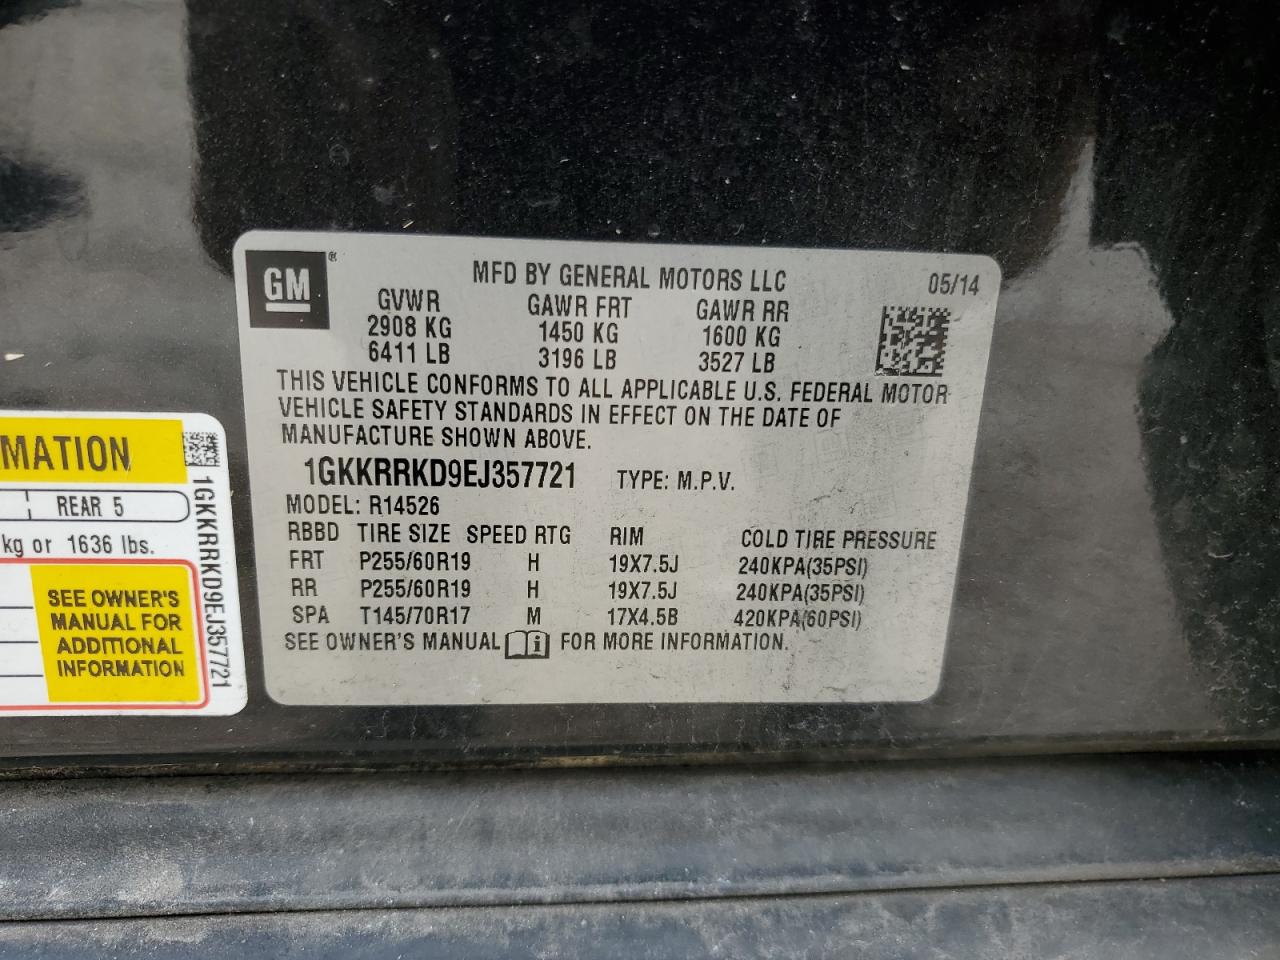 GM ®
MFD BY GENERAL MOTORS LLC 05/14
GVWR GAWR FRT GAWR RR
2908 KG 1450 KG 1600 KG
6411 LB 3196 LB 3527 LB
THIS VEHICLE CONFORMS TO ALL APPLICABLE U.S. FEDERAL MOTOR
VEHICLE SAFETY STANDARDS IN EFFECT ON THE DATE OF
MANUFACTURE SHOWN ABOVE.
1GKKRRKD9EJ357721 TYPE: M.P.V.
MODEL: R14526
RBBD TIRE SIZE SPEED RTG RIM COLD TIRE PRESSURE
FRT P255/60R19 H 19X7.5J 240KPA(35PSI)
RR P255/60R19 H 19X7.5J 240KPA(35PSI)
SPA T145/70R17 M 17X4.5B 420KPA(60PSI)
SEE OWNER'S MANUAL i FOR MORE INFORMATION.
MATION
REAR 5
kg or 1636 lbs.
SEE OWNER'S
MANUAL FOR
ADDITIONAL
INFORMATION
1GKKRRKD9EJ357721